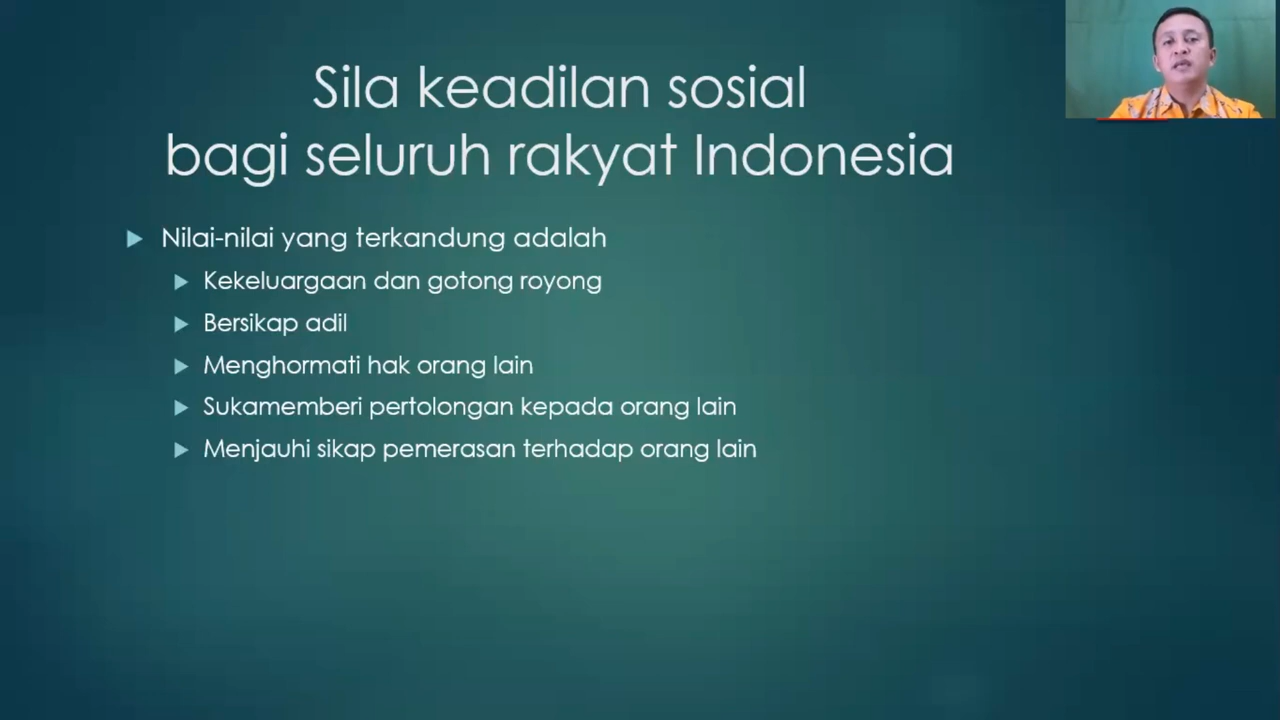 Sila keadilan sosial
bagi seluruh rakyat Indonesia
Nilai-nilai yang terkandung adalah
Kekeluargaan dan gotong royong
Bersikap adil
Menghormati hak orang lain
Sukamemberi pertolongan kepada orang lain
Menjauhi sikap pemerasan terhadap orang lain